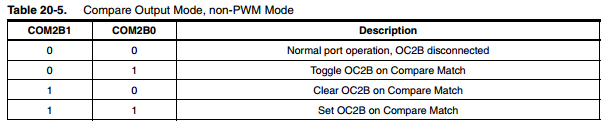 Table 20-5. Compare Output Mode, non-PWM Mode
COM2B1 COM2B0 Description
0 0 Normal port operation, OC2B disconnected
0 1 Toggle OC2B on Compare Match
1 0 Clear OC2B on Compare Match
1 1 Set OC2B on Compare Match